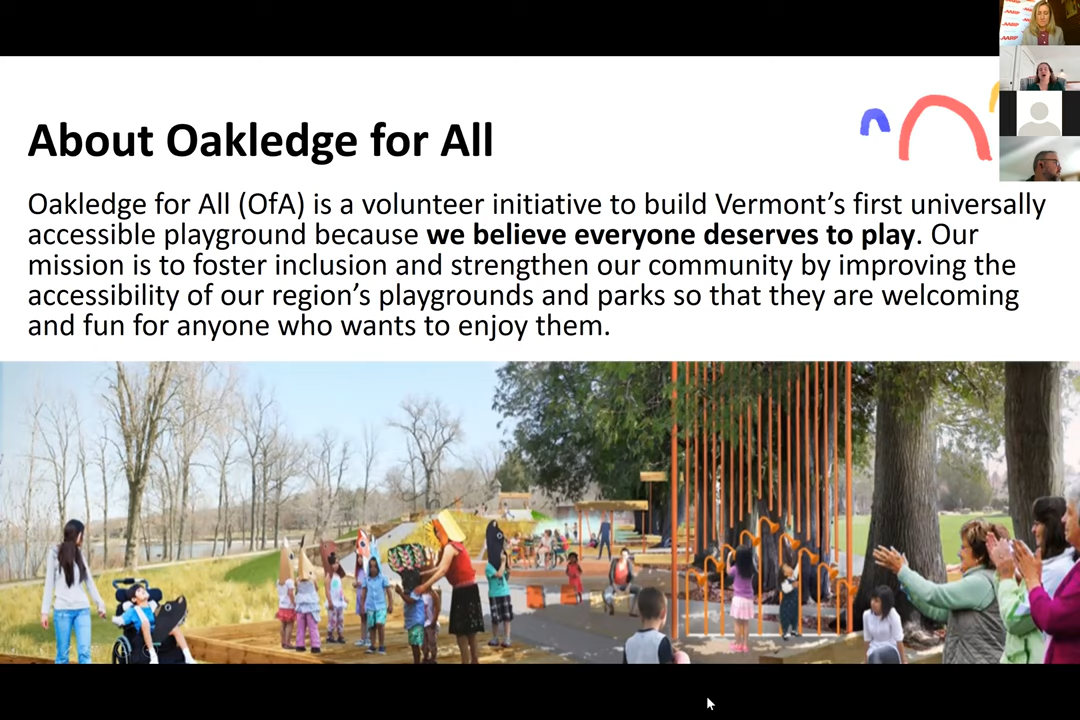 AARP
About Oakledge for All
Oakledge for All (OfA) is a volunteer initiative to build Vermont’s first universally
accessible playground because we believe everyone deserves to play. Our
mission is to foster inclusion and strengthen our community by improving the
accessibility of our region’s playgrounds and parks so that they are welcoming
and fun for anyone who wants to enjoy them.